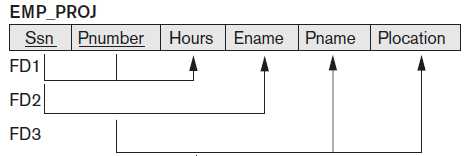 EMP_PROJ
Ssn Pnumber Hours Ename Pname Plocation
FD1
FD2
FD3